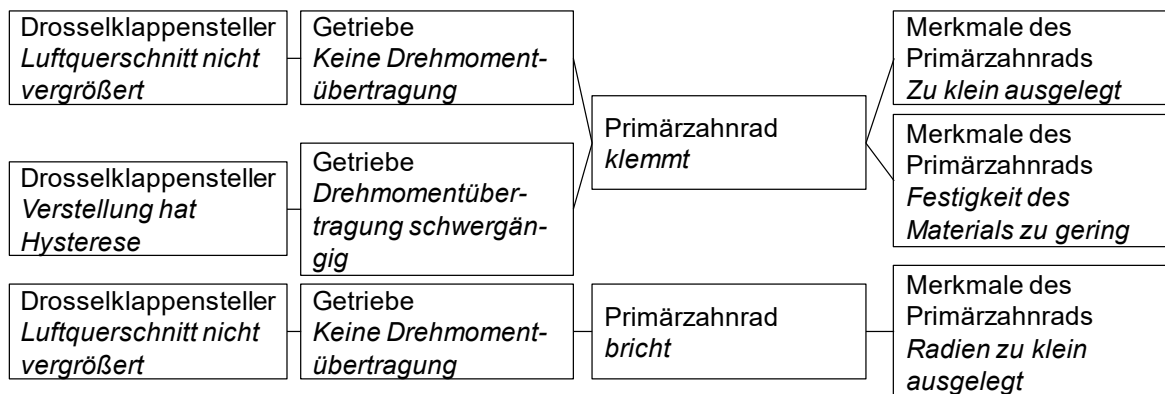 Drosselklappensteller
Luftquerschnitt nicht
vergrößert
Getriebe
Keine Drehmoment-
übertragung
Drosselklappensteller
Verstellung hat
Hysterese
Getriebe
Drehmomentüber-
tragung schwergän-
gig
Primärzahnrad
klemmt
Merkmale des
Primärzahnrads
Zu klein ausgelegt
Merkmale des
Primärzahnrads
Festigkeit des
Materials zu gering
Drosselklappensteller
Luftquerschnitt nicht
vergrößert
Getriebe
Keine Drehmoment-
übertragung
Primärzahnrad
bricht
Merkmale des
Primärzahnrads
Radien zu klein
ausgelegt